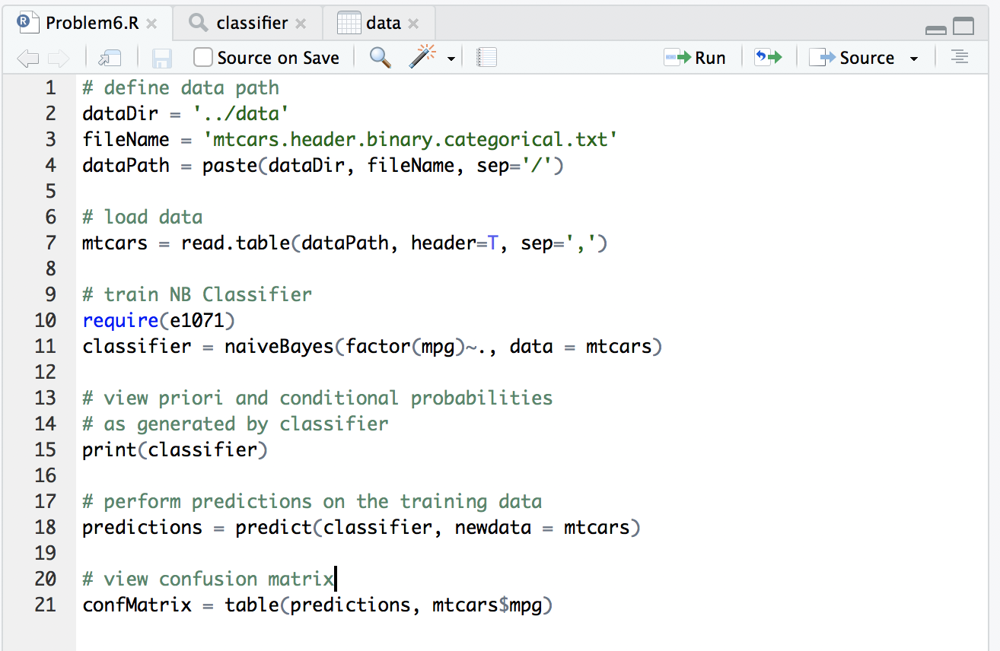 Problem6.R
classifier
data
Source on Save
Run
Source
1 # define data path
2 dataDir = '../data'
3 fileName = 'mtcars.header.binary.categorical.txt'
4 dataPath = paste(dataDir, fileName, sep='/')
5
6 # load data
7 mtcars = read.table(dataPath, header=T, sep=',')
8
9 # train NB Classifier
10 require(e1071)
11 classifier = naiveBayes(factor(mpg)~., data = mtcars)
12
13 # view priori and conditional probabilities
14 # as generated by classifier
15 print(classifier)
16
17 # perform predictions on the training data
18 predictions = predict(classifier, newdata = mtcars)
19
20 # view confusion matrix
21 confMatrix = table(predictions, mtcars$mpg)